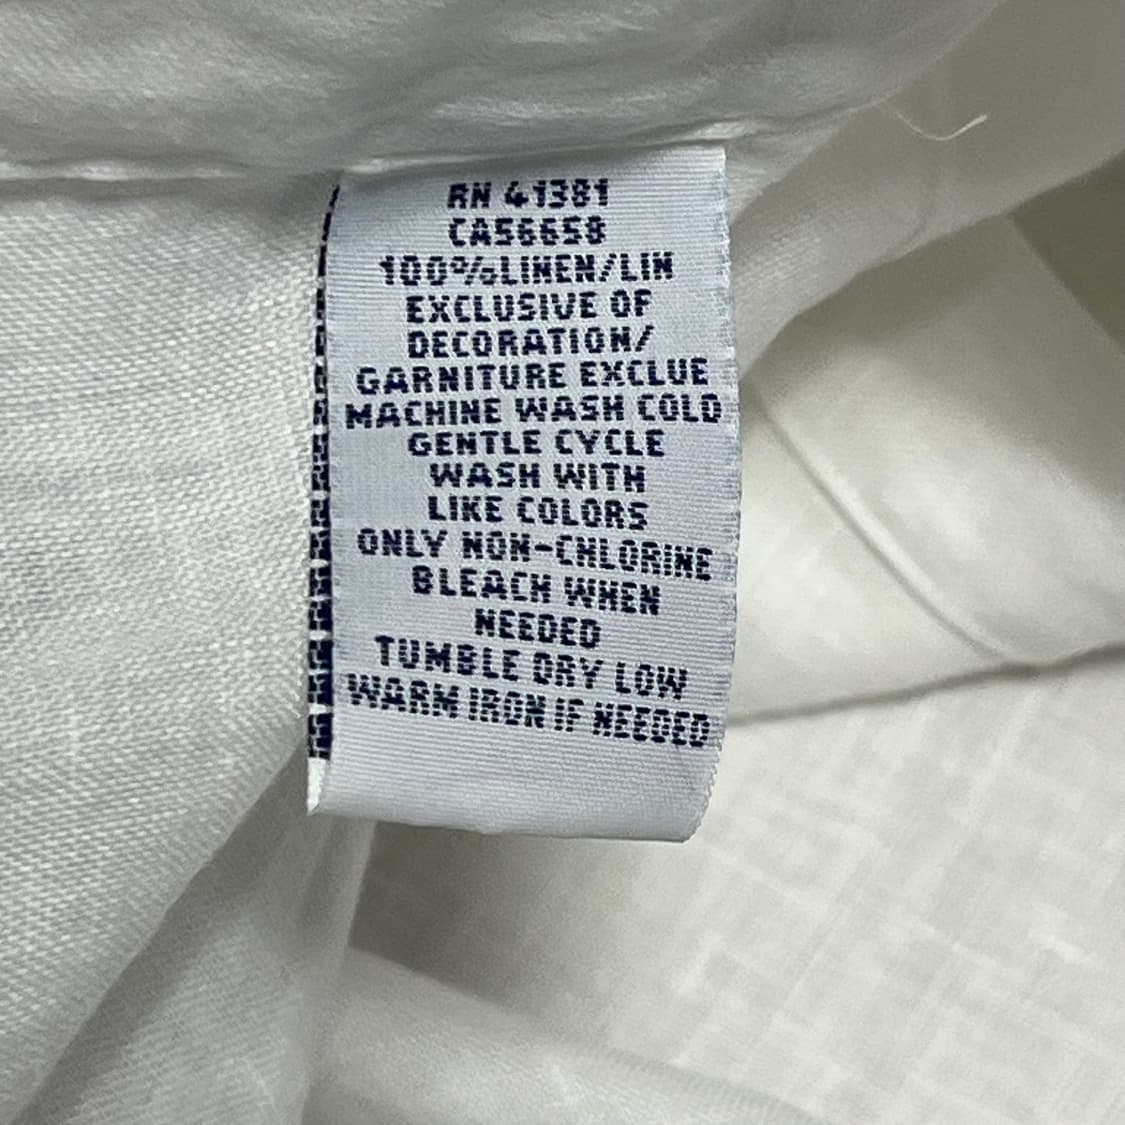 RN 41381
CA56658
100%LINEN/LIN
EXCLUSIVE OF
DECORATION/
GARNITURE EXCLUE
MACHINE WASH COLD
GENTLE CYCLE
WASH WITH
LIKE COLORS
ONLY NON-CHLORINE
BLEACH WHEN
NEEDED
TUMBLE DRY LOW
WARM IRON IF NEEDED